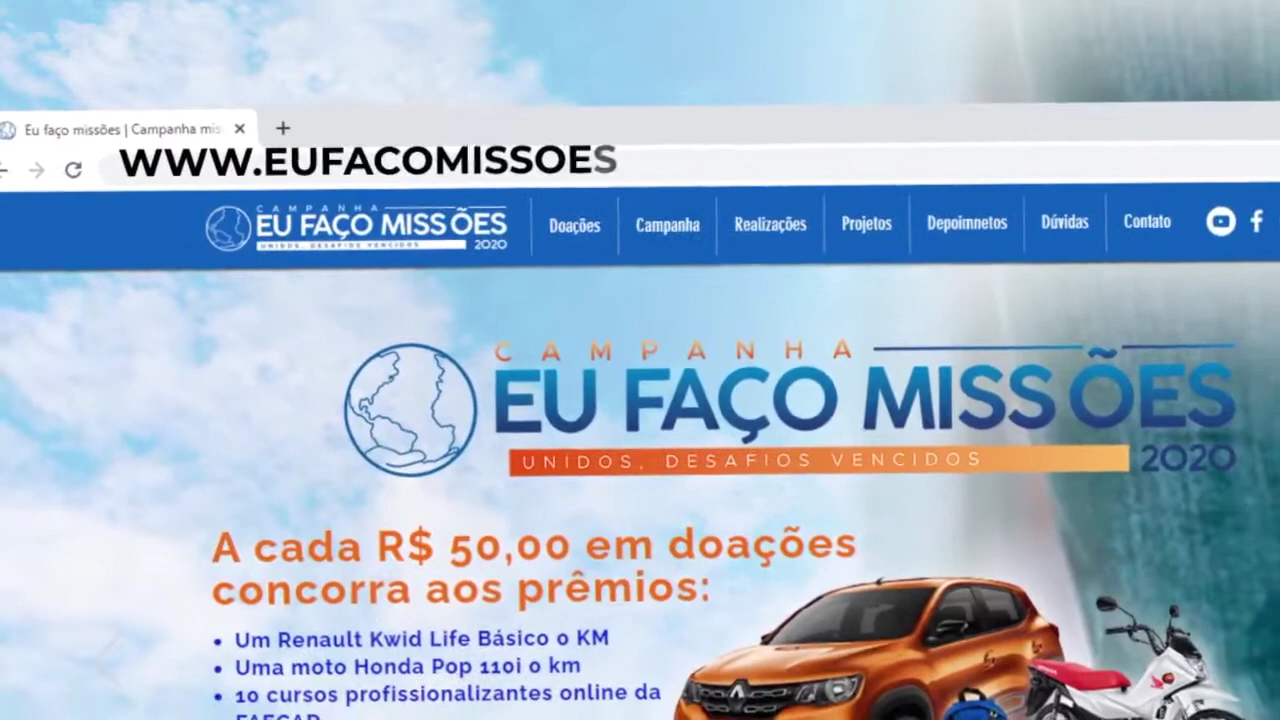 Eu faço missões | Campanha mis
WWW.EUFACOMISSOES
CAMPANHA
EU FAÇO MISSÕES
UNIDOS, DESAFIOS VENCIDOS
2020
Doações
Campanha
Realizações
Projetos
Depoimnetos
Dúvidas
Contato
CAMPANHA
EU FAÇO MISSÕES
UNIDOS, DESAFIOS VENCIDOS
2020
A cada R$ 50,00 em doações
concorra aos prêmios:
• Um Renault Kwid Life Básico 0 KM
• Uma moto Honda Pop 110i 0 km
• 10 cursos profissionalizantes online da